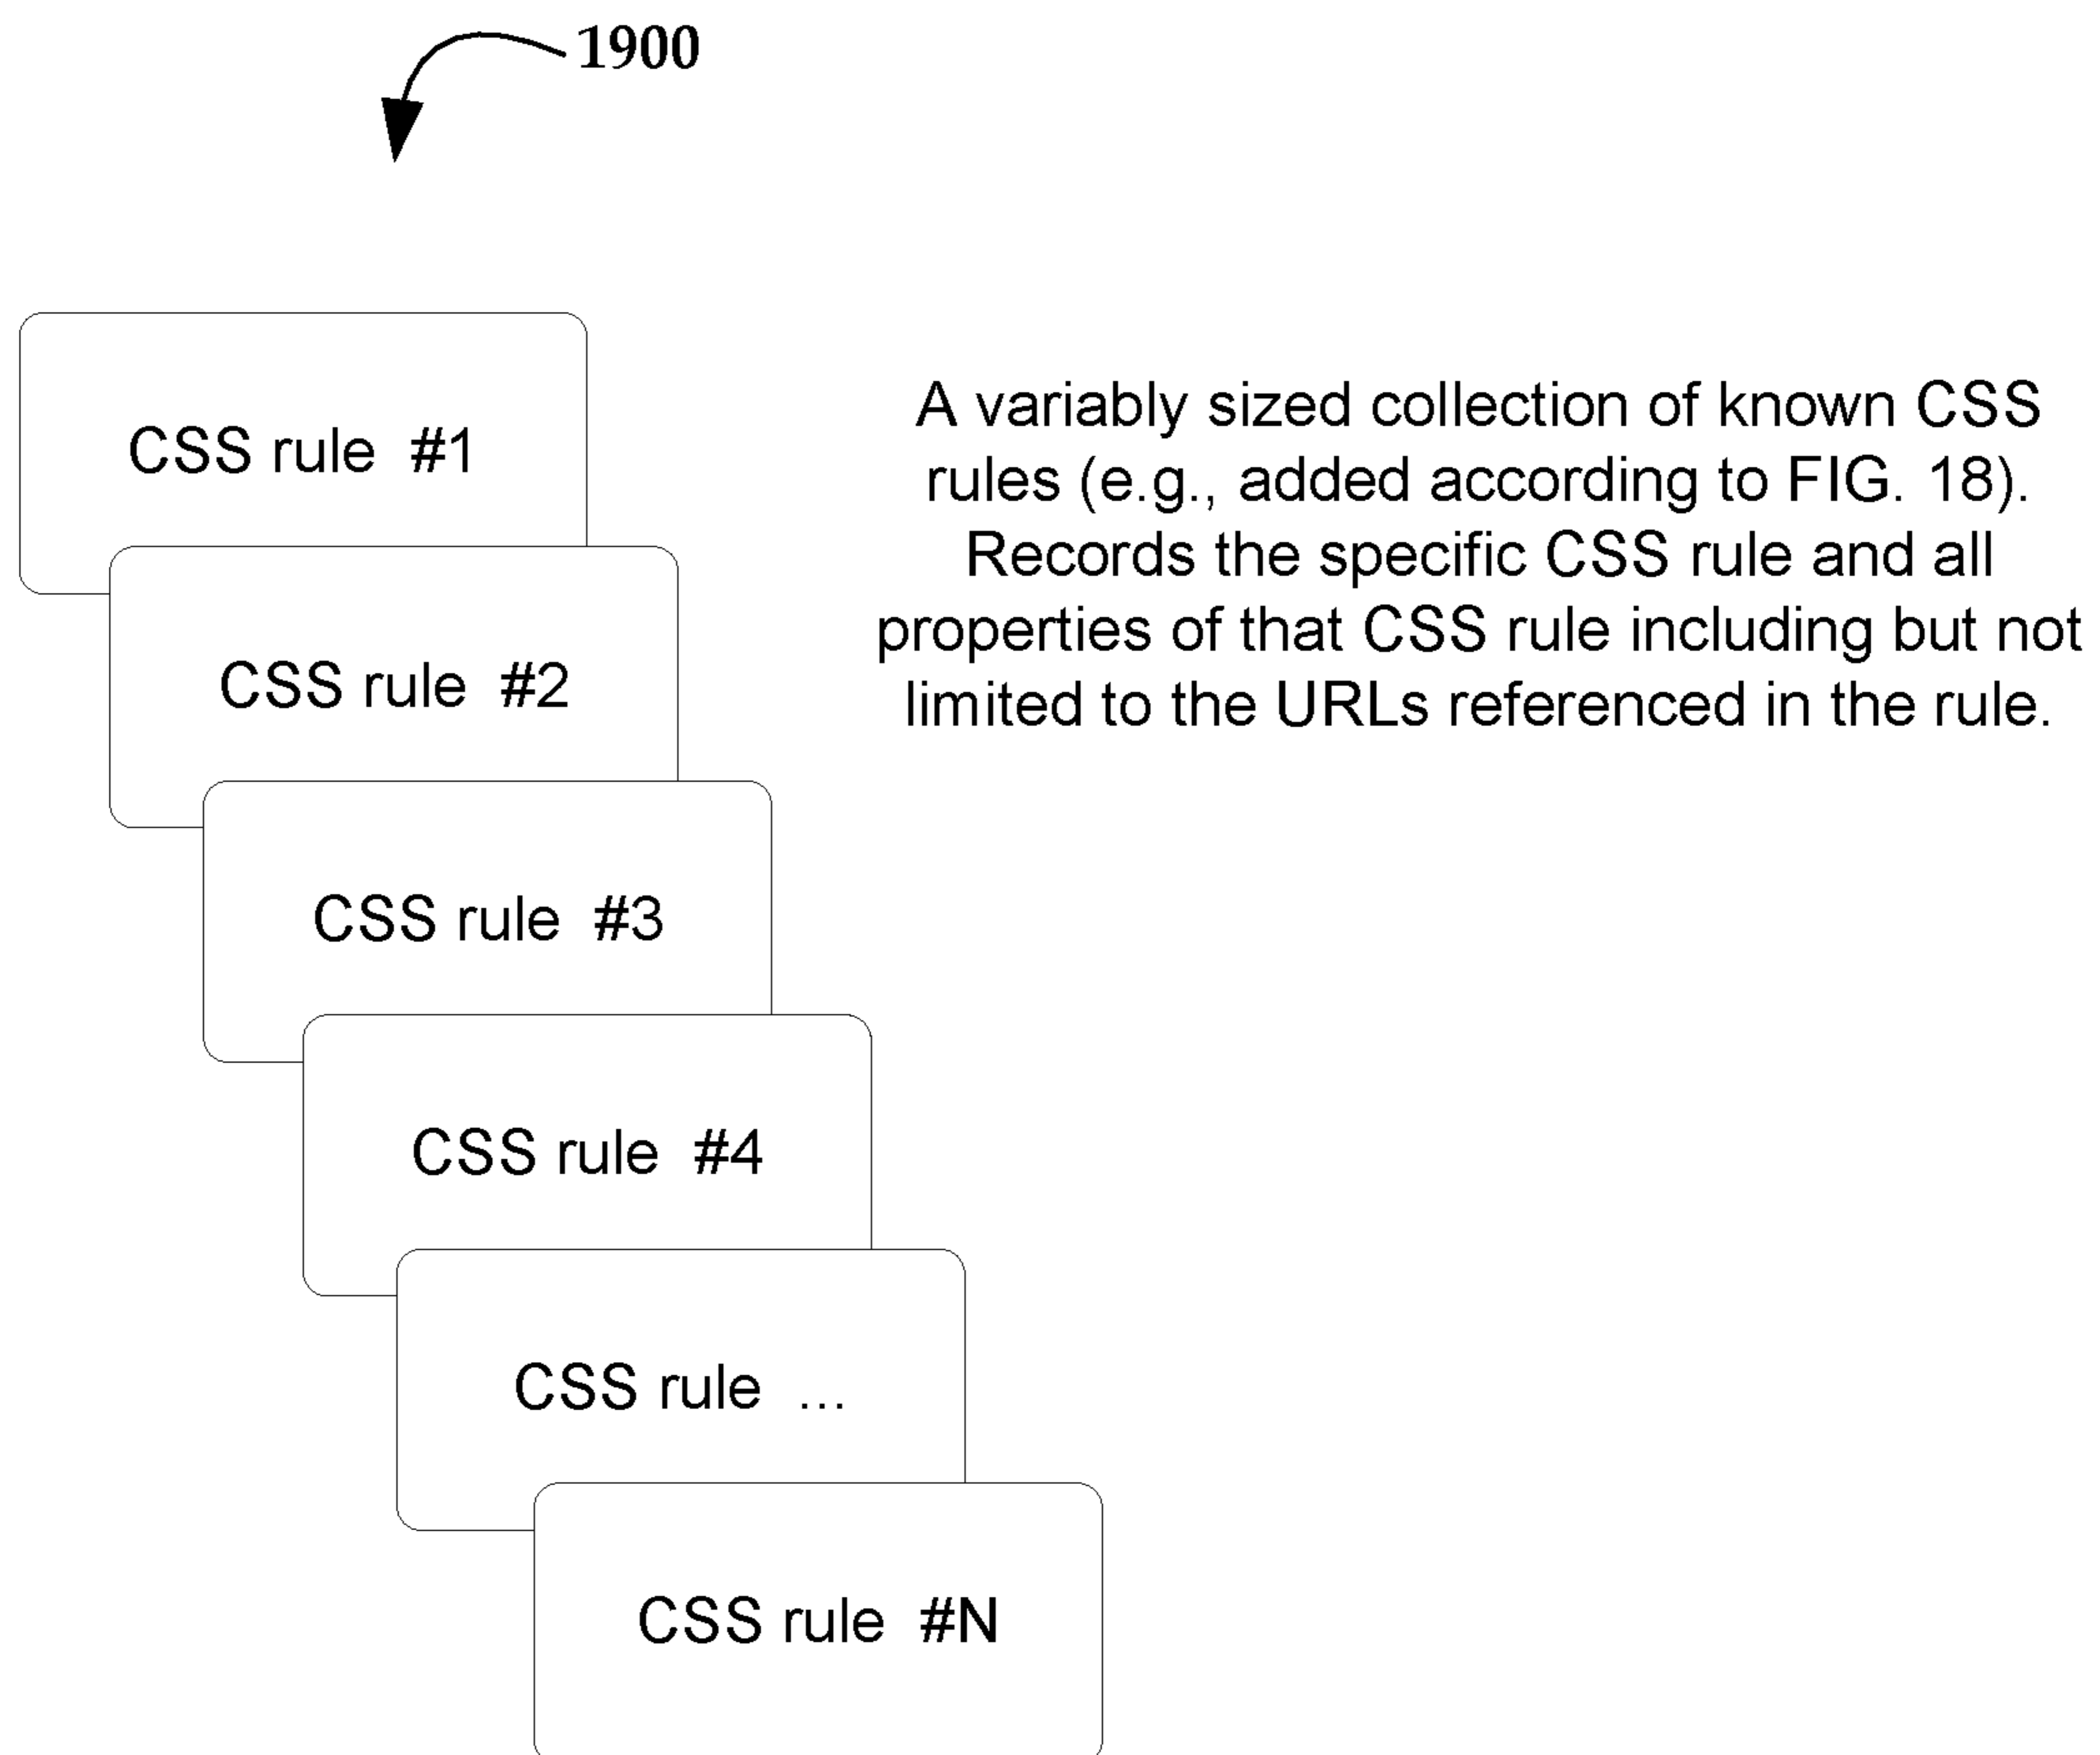 1900
CSS rule #1
A variably sized collection of known CSS
rules (e.g., added according to FIG. 18).
Records the specific CSS rule and all
properties of that CSS rule including but not
limited to the URLs referenced in the rule.
CSS rule #2
CSS rule #3
CSS rule #4
CSS rule ...
CSS rule #N